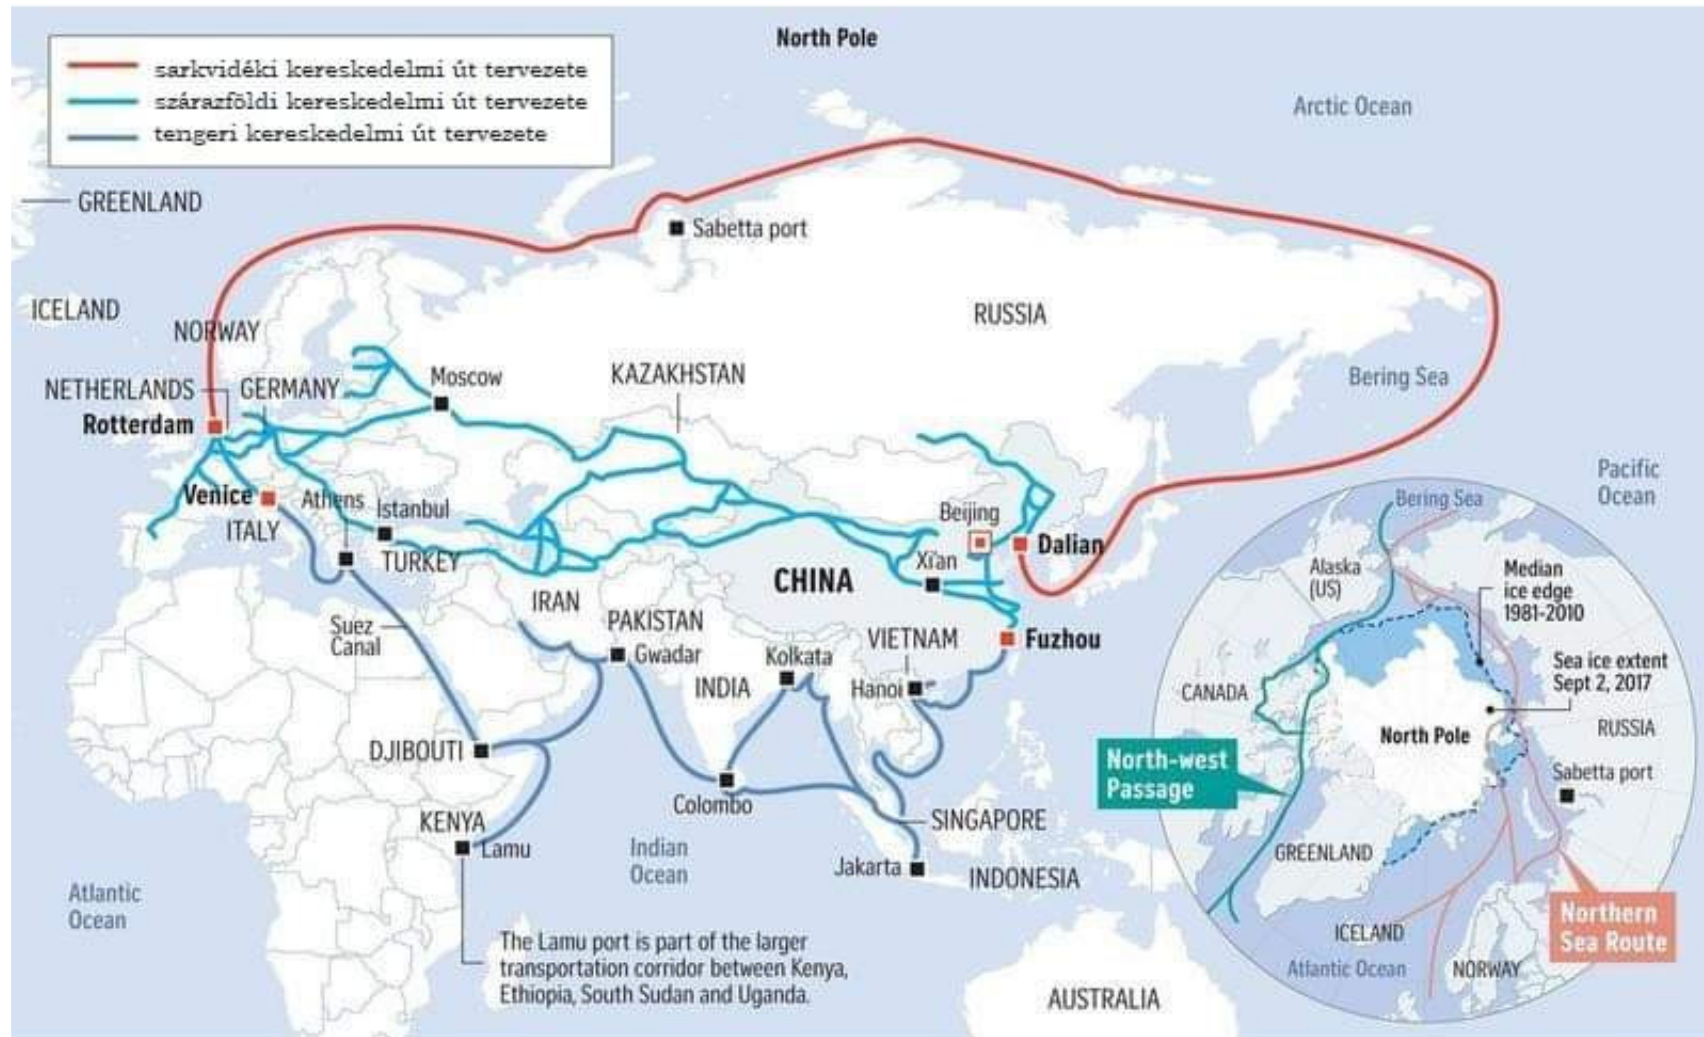 North Pole
sarkvidéki kereskedelmi út tervezete
szárazföldi kereskedelmi út tervezete
tengeri kereskedelmi út tervezete
Arctic Ocean
GREENLAND
Sabetta port
ICELAND
NORWAY
RUSSIA
NETHERLANDS
GERMANY
Moscow
KAZAKHSTAN
Bering Sea
Rotterdam
Pacific
Ocean
Venice
Athens
İstanbul
ITALY
TURKEY
Beijing
Dalian
Xi'an
CHINA
IRAN
PAKISTAN
Suez
Canal
Gwadar
Kolkata
VIETNAM
Fuzhou
INDIA
Hanoi
DJIBOUTI
Colombo
KENYA
Lamu
SINGAPORE
Indian
Ocean
Jakarta
INDONESIA
Atlantic
Ocean
The Lamu port is part of the larger
transportation corridor between Kenya,
Ethiopia, South Sudan and Uganda.
AUSTRALIA
Bering Sea
Alaska
(US)
Median
ice edge
1981-2010
Sea ice extent
Sept 2, 2017
CANADA
North Pole
RUSSIA
North-west
Passage
Sabetta port
GREENLAND
Northern
Sea Route
ICELAND
Atlantic Ocean
NORWAY